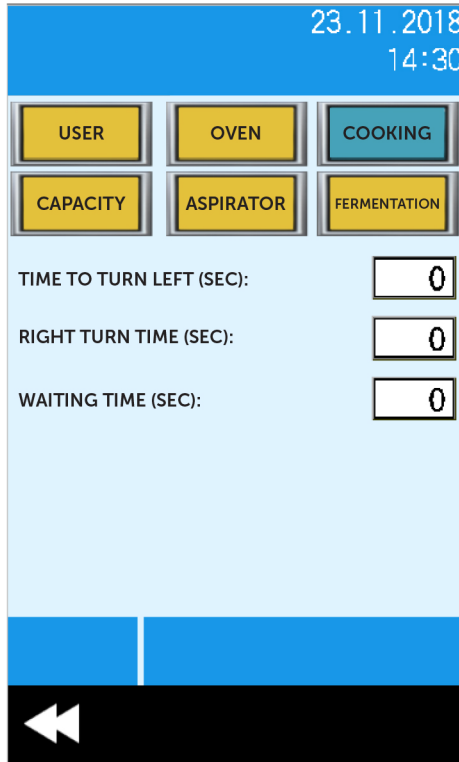 23.11.2018
14:30
USER OVEN COOKING
CAPACITY ASPIRATOR FERMENTATION
TIME TO TURN LEFT (SEC): 0
RIGHT TURN TIME (SEC): 0
WAITING TIME (SEC): 0